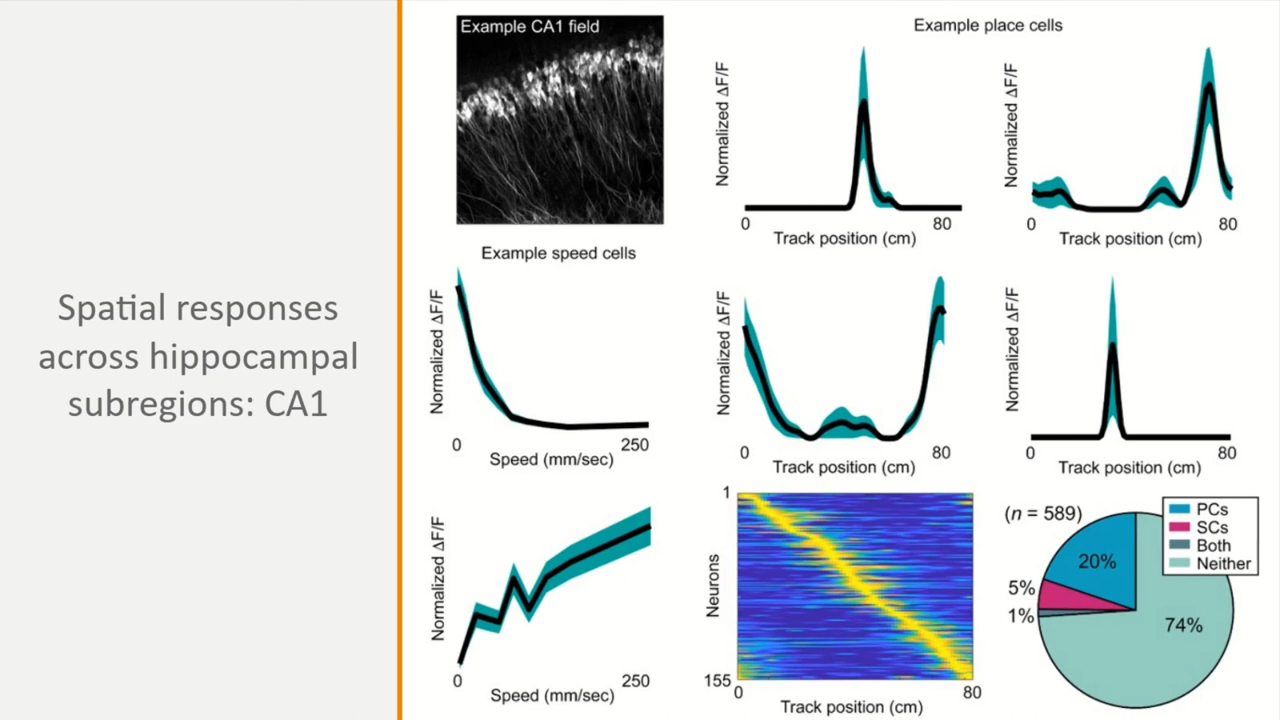 Spatial responses
across hippocampal
subregions: CA1
Example CA1 field
Example place cells
Normalized ΔF/F
0
80
Track position (cm)
Normalized ΔF/F
0
80
Track position (cm)
Example speed cells
Normalized ΔF/F
0
250
Speed (mm/sec)
Normalized ΔF/F
0
80
Track position (cm)
Normalized ΔF/F
0
80
Track position (cm)
Normalized ΔF/F
0
250
Speed (mm/sec)
1
Neurons
155
0
80
Track position (cm)
(n = 589)
PCs
SCs
Both
Neither
20%
5%
1%
74%